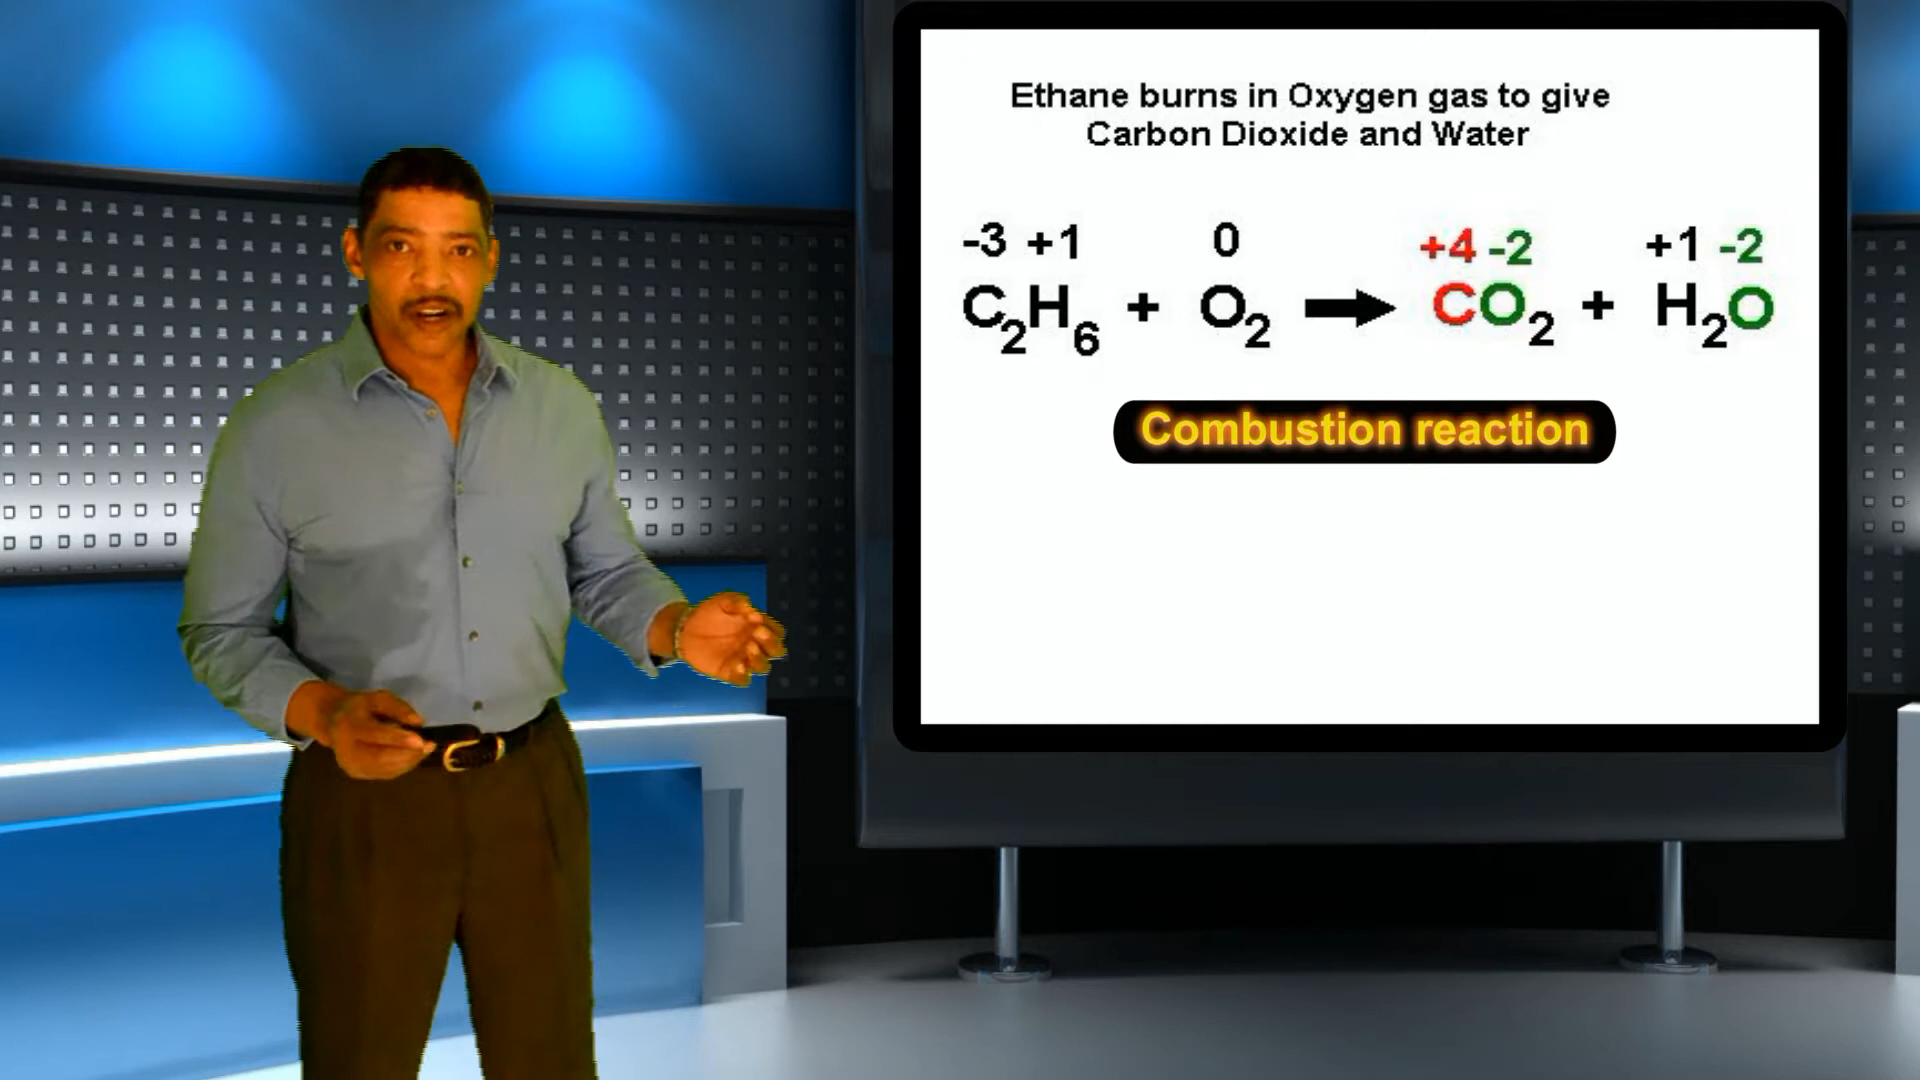 Ethane burns in Oxygen gas to give
Carbon Dioxide and Water
-3 +1 0 +4 -2 +1 -2
C2H6 + O2 → CO2 + H2O
Combustion reaction